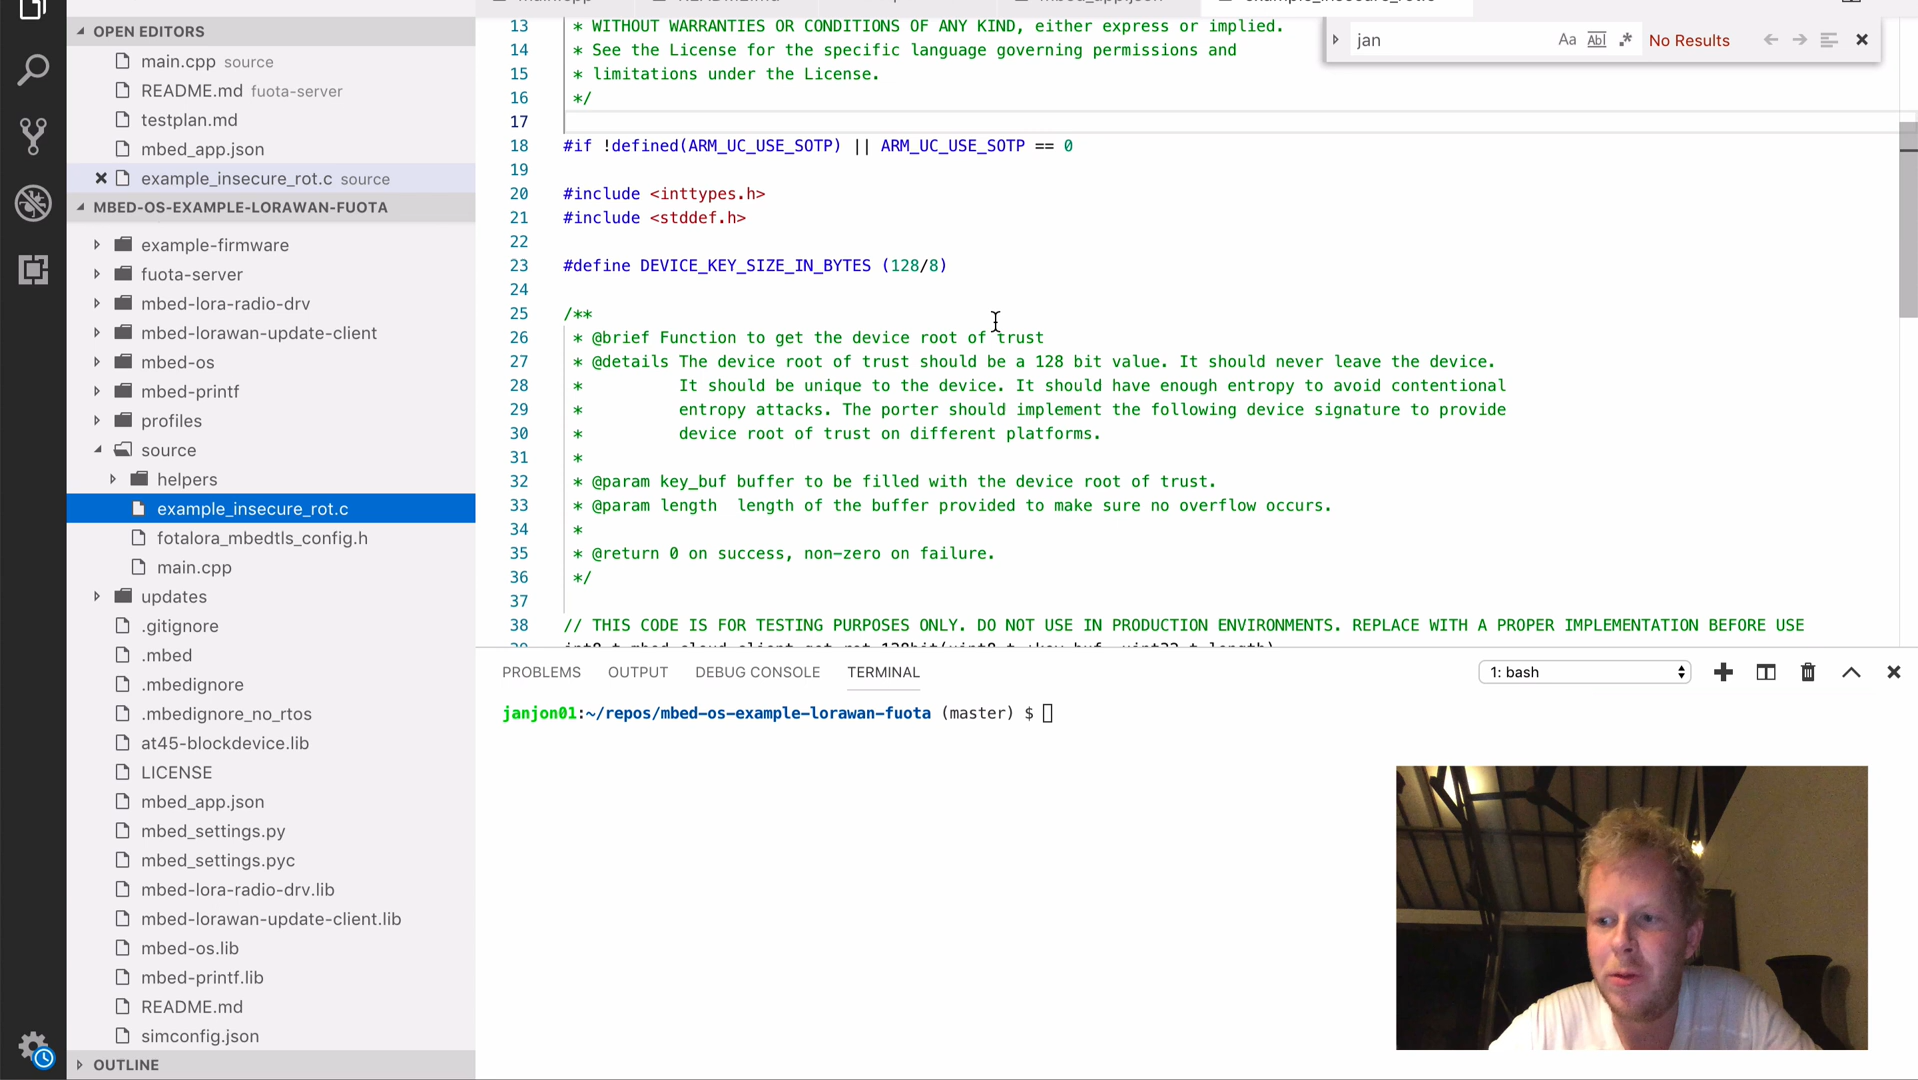 OPEN EDITORS
main.cpp source
README.md fuota-server
testplan.md
mbed_app.json
example_insecure_rot.c source
MBED-OS-EXAMPLE-LORAWAN-FUOTA
example-firmware
fuota-server
mbed-lora-radio-drv
mbed-lorawan-update-client
mbed-os
mbed-printf
profiles
source
helpers
example_insecure_rot.c
fotalora_mbedtls_config.h
main.cpp
updates
.gitignore
.mbed
.mbedignore
.mbedignore_no_rtos
at45-blockdevice.lib
LICENSE
mbed_app.json
mbed_settings.py
mbed_settings.pyc
mbed-lora-radio-drv.lib
mbed-lorawan-update-client.lib
mbed-os.lib
mbed-printf.lib
README.md
simconfig.json
OUTLINE
jan Aa Abl .* No Results
13 * WITHOUT WARRANTIES OR CONDITIONS OF ANY KIND, either express or implied.
14 * See the License for the specific language governing permissions and
15 * limitations under the License.
16 */
17
18 #if !defined(ARM_UC_USE_SOTP) || ARM_UC_USE_SOTP == 0
19
20 #include <inttypes.h>
21 #include <stddef.h>
22
23 #define DEVICE_KEY_SIZE_IN_BYTES (128/8)
24
25 /**
26 * @brief Function to get the device root of trust
27 * @details The device root of trust should be a 128 bit value. It should never leave the device.
28 * It should be unique to the device. It should have enough entropy to avoid contentional
29 * entropy attacks. The porter should implement the following device signature to provide
30 * device root of trust on different platforms.
31 *
32 * @param key_buf buffer to be filled with the device root of trust.
33 * @param length length of the buffer provided to make sure no overflow occurs.
34 *
35 * @return 0 on success, non-zero on failure.
36 */
37
38 // THIS CODE IS FOR TESTING PURPOSES ONLY. DO NOT USE IN PRODUCTION ENVIRONMENTS. REPLACE WITH A PROPER IMPLEMENTATION BEFORE USE
PROBLEMS OUTPUT DEBUG CONSOLE TERMINAL 1: bash
janjon01:~/repos/mbed-os-example-lorawan-fuota (master) $